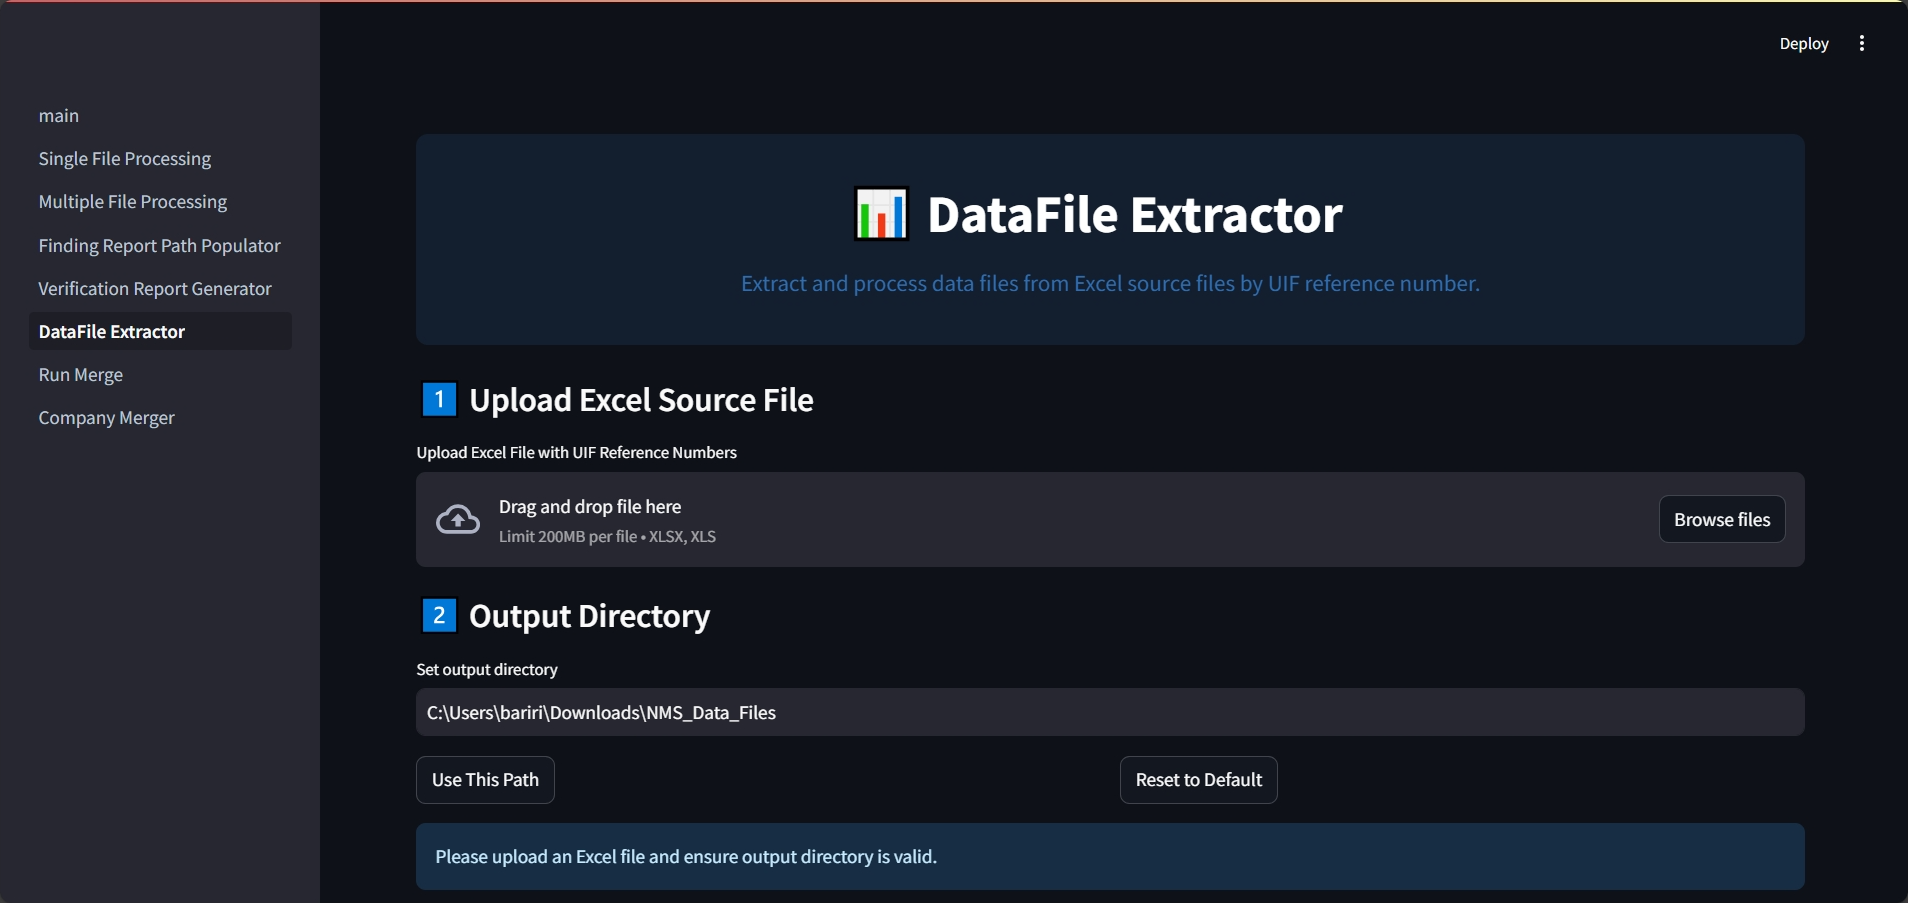 Deploy
main
Single File Processing
Multiple File Processing
Finding Report Path Populator
Verification Report Generator
DataFile Extractor
Run Merge
Company Merger
DataFile Extractor
Extract and process data files from Excel source files by UIF reference number.
1 Upload Excel Source File
Upload Excel File with UIF Reference Numbers
Drag and drop file here
Limit 200MB per file • XLSX, XLS
Browse files
2 Output Directory
Set output directory
C:\Users\bariri\Downloads\NMS_Data_Files
Use This Path
Reset to Default
Please upload an Excel file and ensure output directory is valid.